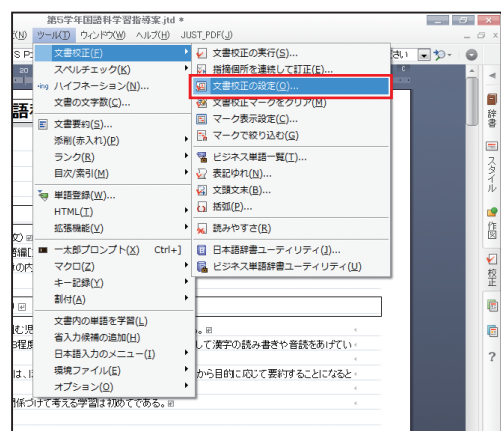 第5学年国語科学習指導案.jtd *
(N) ツール(T) ウィンドウ(W) ヘルプ(H) JUST_PDF(J)
文書校正(F)
スペルチェック(K)
ハイフネーション(N)...
文書の文字数(C)...
文書要約(S)...
添削(赤入れ)(P)
ランク(R)
目次/索引(M)
単語登録(W)...
HTML(T)
拡張機能(V)
一太郎プロンプト(X) Ctrl+]
マクロ(Z)
キー記録(Y)
割付(A)
文書内の単語を学習(L)
省入力候補の追加(H)
日本語入力のメニュー(I)
環境ファイル(E)
オプション(O)
文書校正の実行(S)...
指摘個所を連続して訂正(E)...
文書校正の設定(O)...
文書校正マークをクリア(M)
マーク表示設定(C)...
マークで絞り込む(G)
ビジネス単語一覧(T)...
表記ゆれ(N)...
文頭文末(B)...
括弧(P)...
読みやすさ(R)
日本語辞書ユーティリティ(J)...
ビジネス単語辞書ユーティリティ(U)
辞書
スタイル
作図
校正
して漢字の読み書きや音読をあげてい
から目的に応じて要約することになると
係づけて考える学習は初めてである。